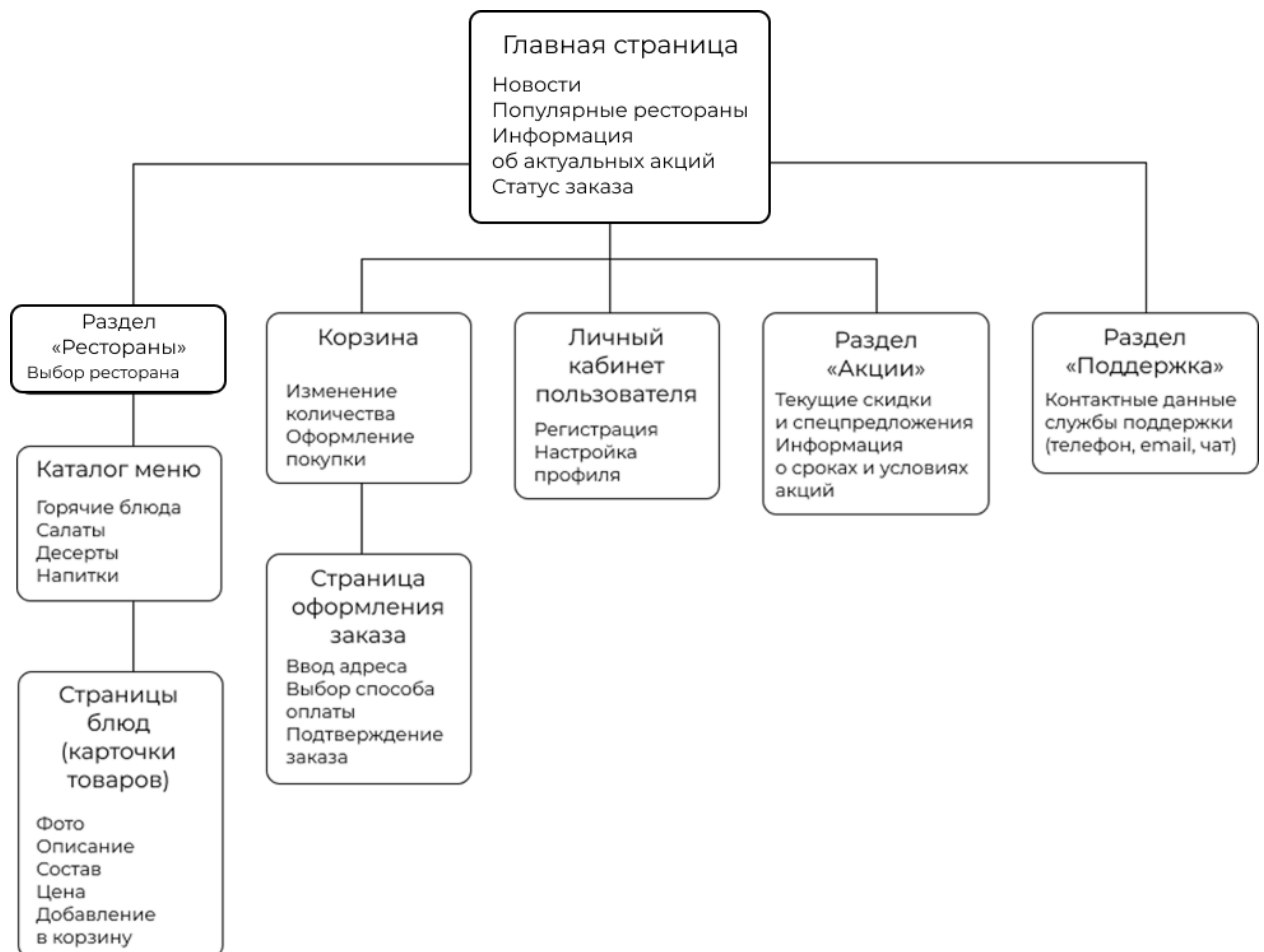 Главная страница
Новости
Популярные рестораны
Информация
об актуальных акций
Статус заказа
Раздел
«Рестораны»
Выбор ресторана
Каталог меню
Горячие блюда
Салаты
Десерты
Напитки
Страницы
блюд
(карточки
товаров)
Фото
Описание
Состав
Цена
Добавление
в корзину
Корзина
Изменение
количества
Оформление
покупки
Страница
оформления
заказа
Ввод адреса
Выбор способа
оплаты
Подтверждение
заказа
Личный
кабинет
пользователя
Регистрация
Настройка
профиля
Раздел
«Акции»
Текущие скидки
и спецпредложения
Информация
о сроках и условиях
акций
Раздел
«Поддержка»
Контактные данные
службы поддержки
(телефон, email, чат)